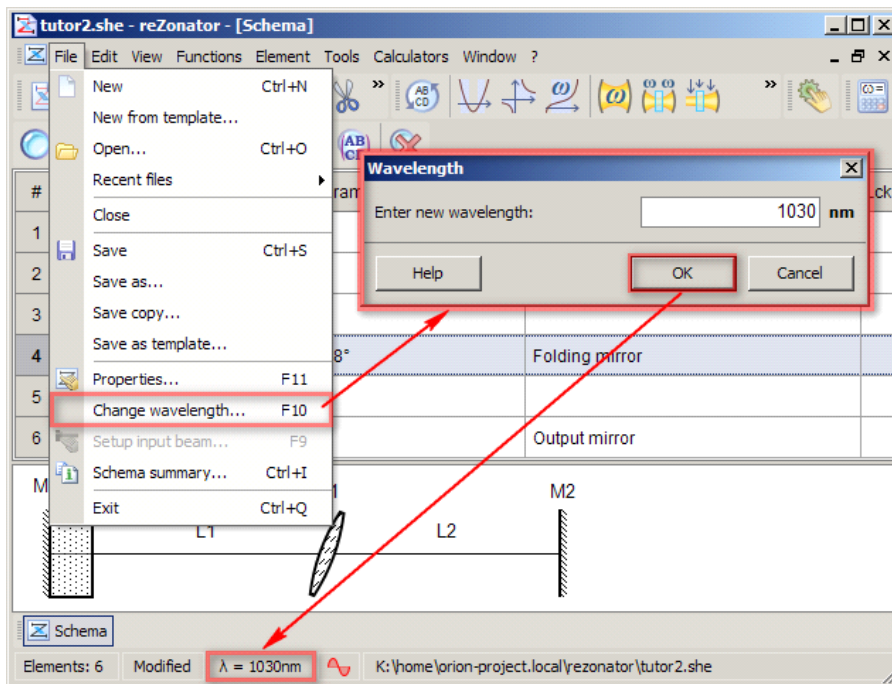 tutor2.she - reZonator - [Schema]
File Edit View Functions Element Tools Calculators Window ?
New Ctrl+N
New from template...
Open... Ctrl+O
Recent files
Close
Save Ctrl+S
Save as...
Save copy...
Save as template...
Properties... F11
Change wavelength... F10
Setup input beam... F9
Schema summary... Ctrl+I
Exit Ctrl+Q
AB
CD
ω
ω ω
ω
ω=
AB
Wavelength
Enter new wavelength: 1030 nm
Help OK Cancel
#
1
2
3
4 8° Folding mirror
5
6 Output mirror
M2
L1 L2
Schema
Elements: 6 Modified λ = 1030nm K:\home\orion-project.local\rezonator\tutor2.she